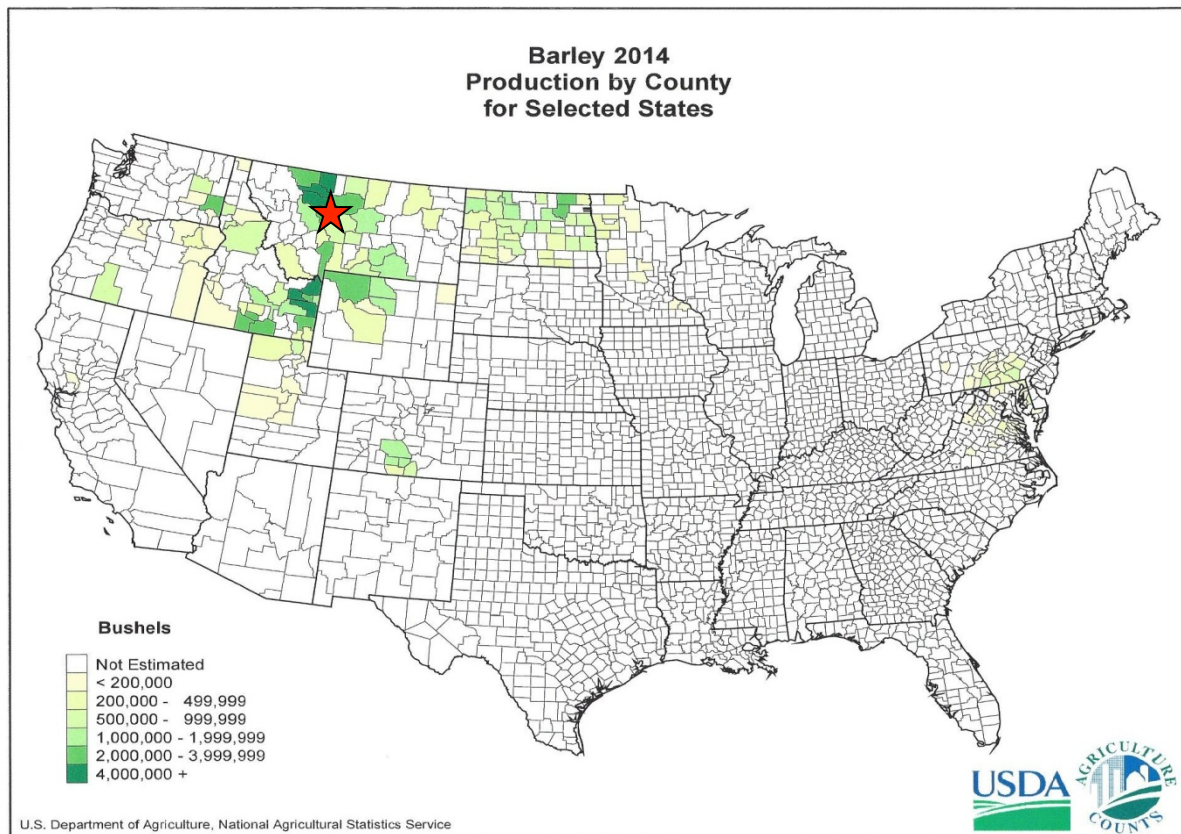 Barley 2014
Production by County
for Selected States
Bushels
Not Estimated
< 200,000
200,000 - 499,999
500,000 - 999,999
1,000,000 - 1,999,999
2,000,000 - 3,999,999
4,000,000 +
USDA
AGRICULTURE
COUNTS
U.S. Department of Agriculture, National Agricultural Statistics Service